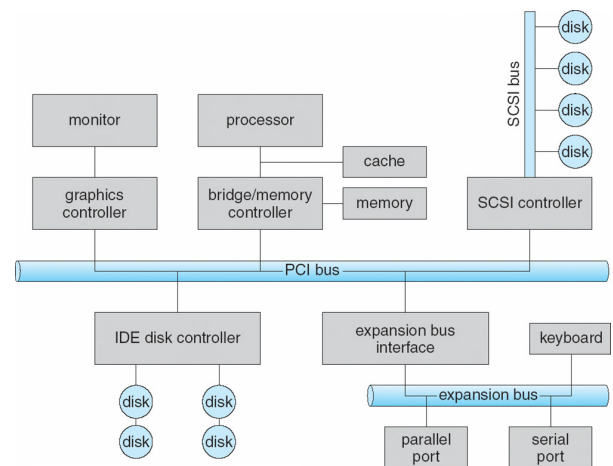 disk
disk
disk
disk
SCSI bus
monitor
processor
cache
graphics
controller
bridge/memory
controller
memory
SCSI controller
PCI bus
IDE disk controller
expansion bus
interface
keyboard
disk
disk
expansion bus
disk
disk
parallel
port
serial
port